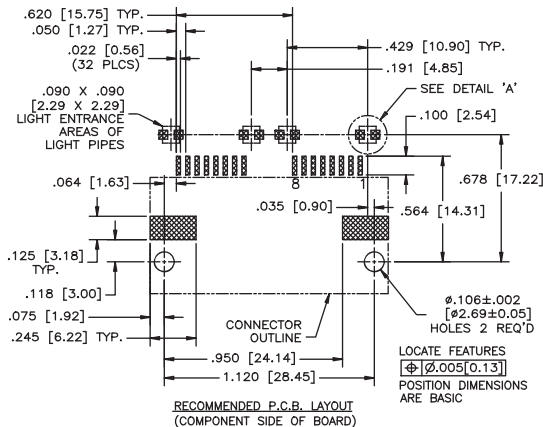 .620 [15.75] TYP.
.050 [1.27] TYP.
.022 [0.56]
(32 PLCS)
.429 [10.90] TYP.
.191 [4.85]
SEE DETAIL 'A'
.090 X .090
[2.29 X 2.29]
LIGHT ENTRANCE
AREAS OF
LIGHT PIPES
.100 [2.54]
.678 [17.22]
8
1
.064 [1.63]
.035 [0.90]
.564 [14.31]
.125 [3.18]
TYP.
.118 [3.00]
.075 [1.92]
.245 [6.22] TYP.
CONNECTOR
OUTLINE
Ø.106±.002
[Ø2.69±0.05]
HOLES 2 REQ'D
.950 [24.14]
1.120 [28.45]
LOCATE FEATURES
⌖ Ø.005[0.13]
POSITION DIMENSIONS
ARE BASIC
RECOMMENDED P.C.B. LAYOUT
(COMPONENT SIDE OF BOARD)